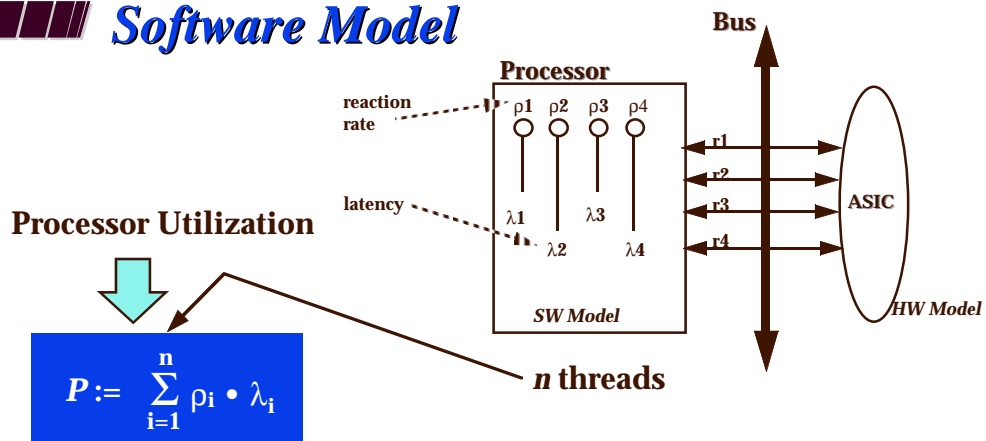 Software Model
Bus
Processor
reaction
rate
ρ1 ρ2 ρ3 ρ4
r1
r2
r3
r4
ASIC
latency
λ1
λ2
λ3
λ4
SW Model
HW Model
Processor Utilization
n threads
P := n Σ i=1 ρi • λi